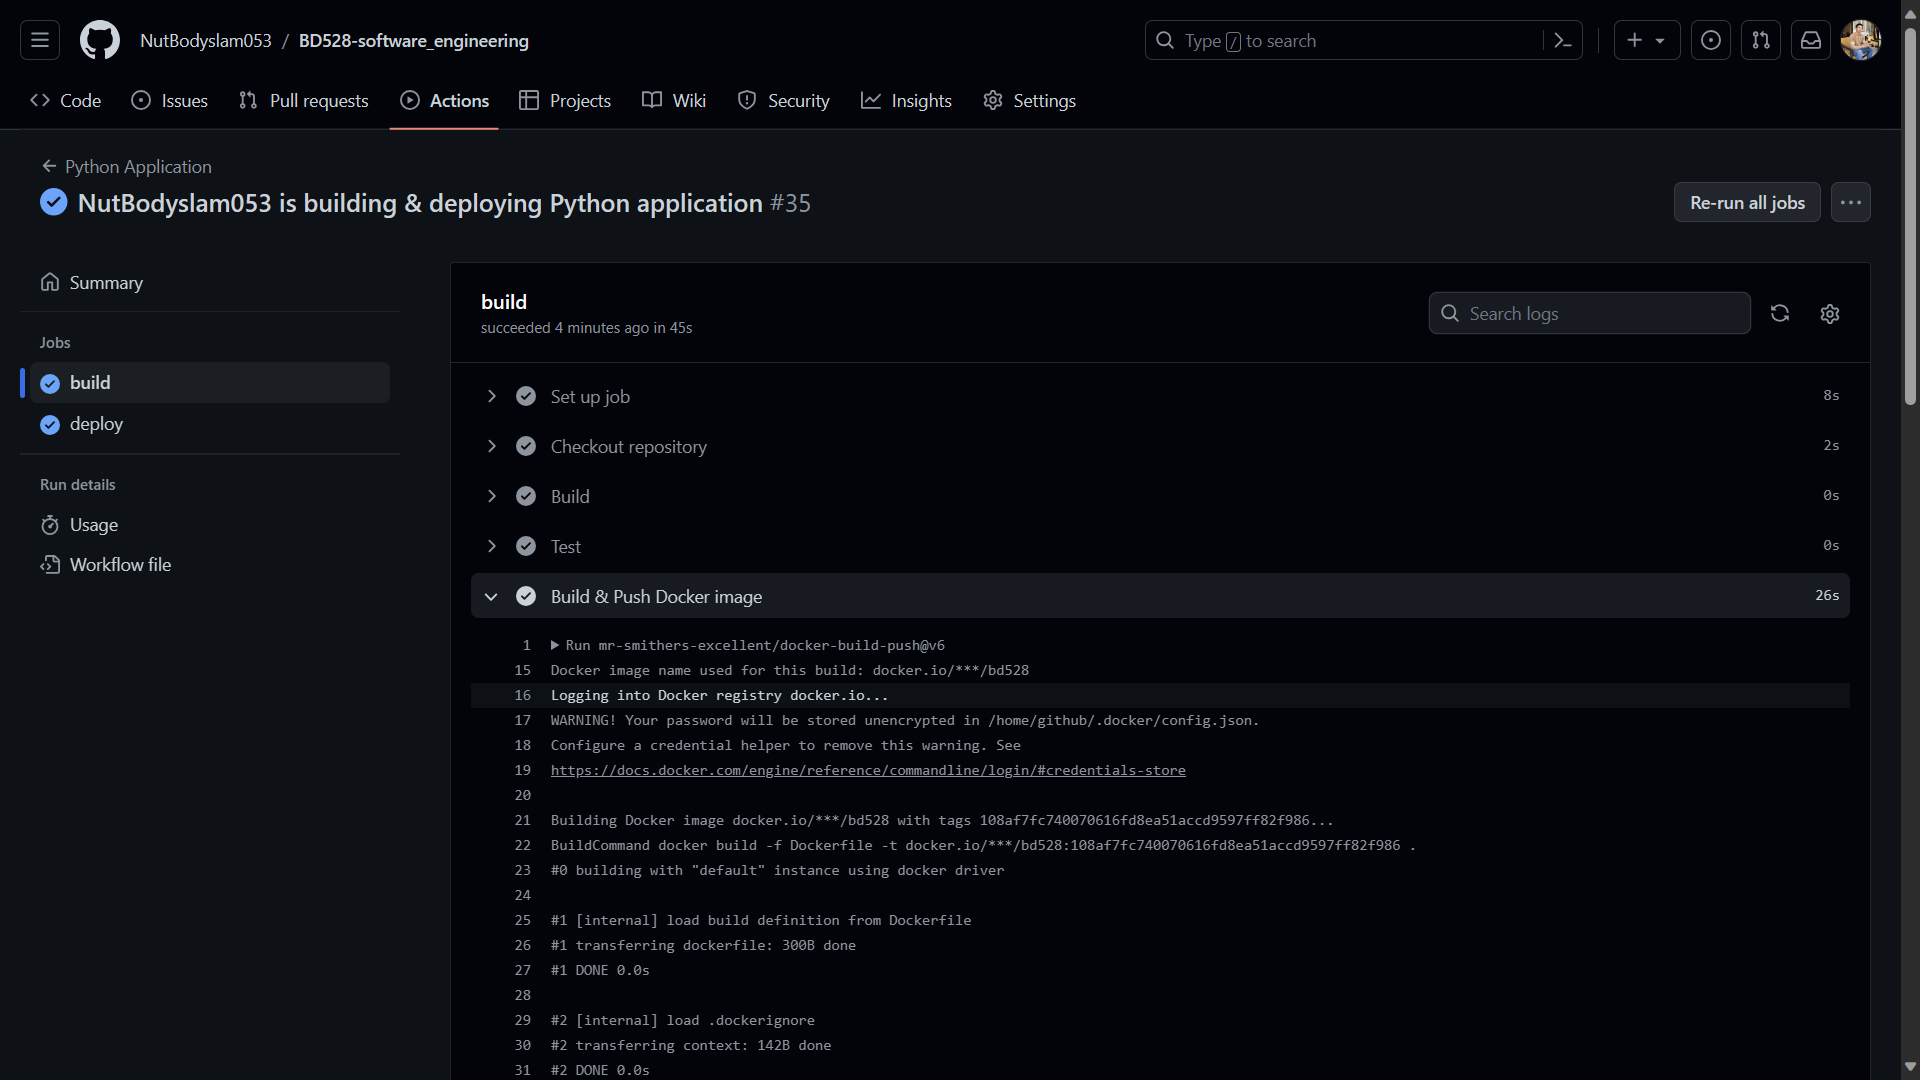 NutBodyslam053 / BD528-software_engineering
Type / to search
Code
Issues
Pull requests
Actions
Projects
Wiki
Security
Insights
Settings
Python Application
NutBodyslam053 is building & deploying Python application #35
Re-run all jobs
Summary
Jobs
build
deploy
Run details
Usage
Workflow file
build
succeeded 4 minutes ago in 45s
Search logs
Set up job 8s
Checkout repository 2s
Build 0s
Test 0s
Build & Push Docker image 26s
1 Run mr-smithers-excellent/docker-build-push@v6
15 Docker image name used for this build: docker.io/***/bd528
16 Logging into Docker registry docker.io...
17 WARNING! Your password will be stored unencrypted in /home/github/.docker/config.json.
18 Configure a credential helper to remove this warning. See
19 https://docs.docker.com/engine/reference/commandline/login/#credentials-store
20
21 Building Docker image docker.io/***/bd528 with tags 108af7fc740070616fd8ea51accd9597ff82f986...
22 BuildCommand docker build -f Dockerfile -t docker.io/***/bd528:108af7fc740070616fd8ea51accd9597ff82f986 .
23 #0 building with "default" instance using docker driver
24
25 #1 [internal] load build definition from Dockerfile
26 #1 transferring dockerfile: 300B done
27 #1 DONE 0.0s
28
29 #2 [internal] load .dockerignore
30 #2 transferring context: 142B done
31 #2 DONE 0.0s